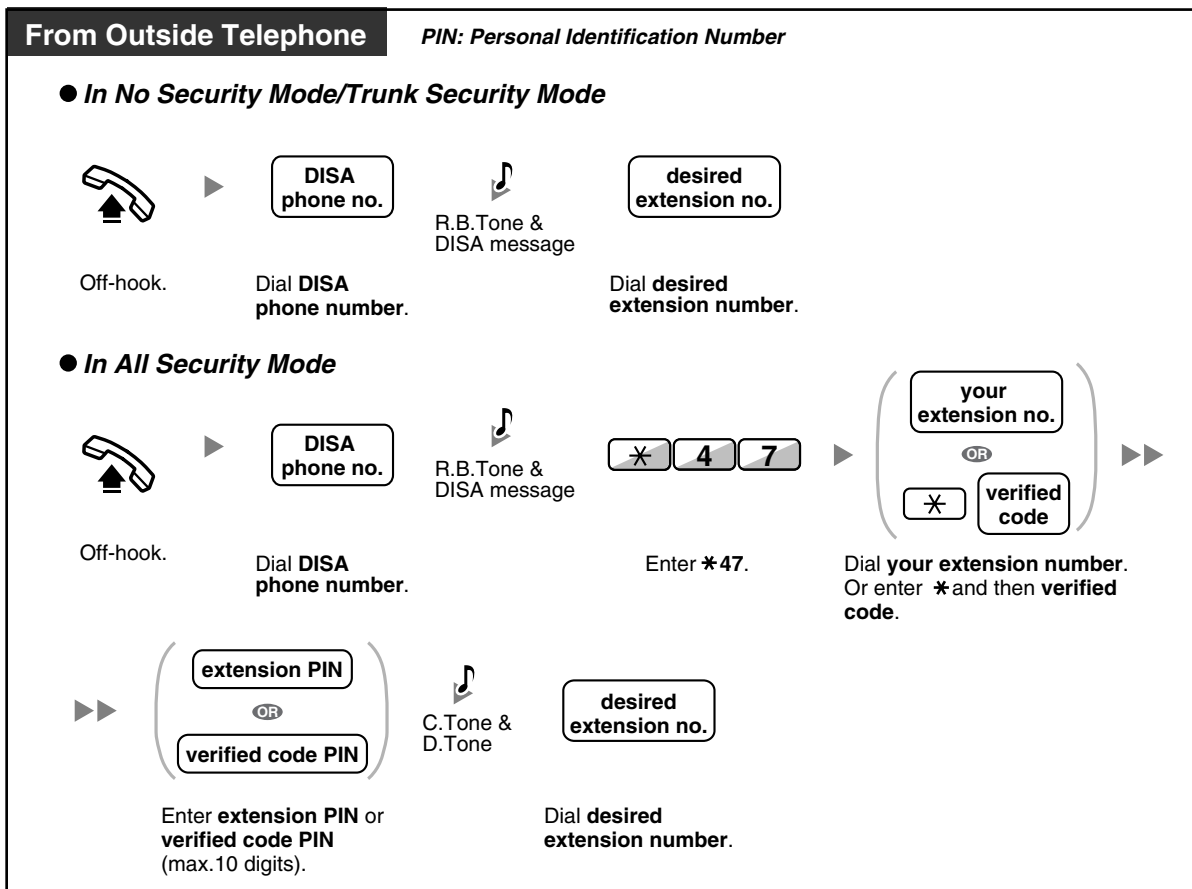 From Outside Telephone PIN: Personal Identification Number
● In No Security Mode/Trunk Security Mode
DISA
phone no.
R.B.Tone &
DISA message
desired
extension no.
Off-hook.
Dial DISA
phone number.
Dial desired
extension number.
● In All Security Mode
DISA
phone no.
R.B.Tone &
DISA message
* 4 7
your
extension no.
OR
* verified
code
Off-hook.
Dial DISA
phone number.
Enter *47.
Dial your extension number.
Or enter *and then verified
code.
extension PIN
OR
verified code PIN
C.Tone &
D.Tone
desired
extension no.
Enter extension PIN or
verified code PIN
(max.10 digits).
Dial desired
extension number.